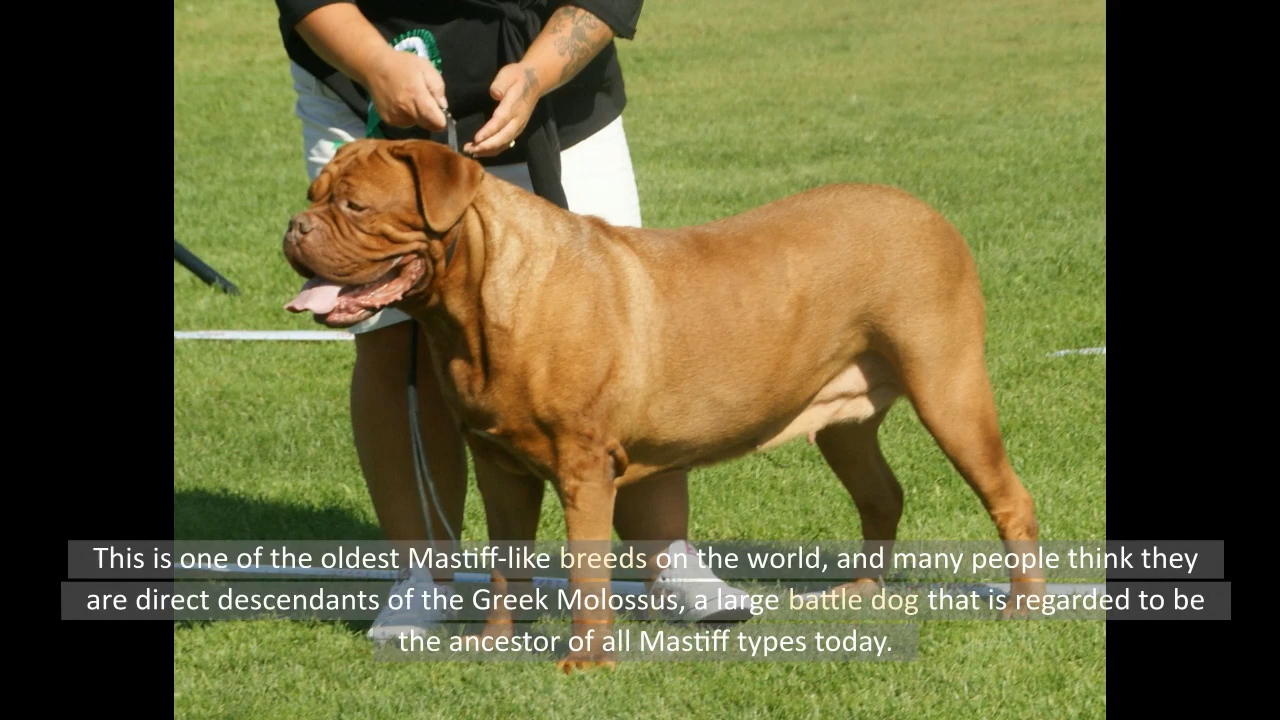 This is one of the oldest Mastiff-like breeds on the world, and many people think they
are direct descendants of the Greek Molossus, a large battle dog that is regarded to be
the ancestor of all Mastiff types today.